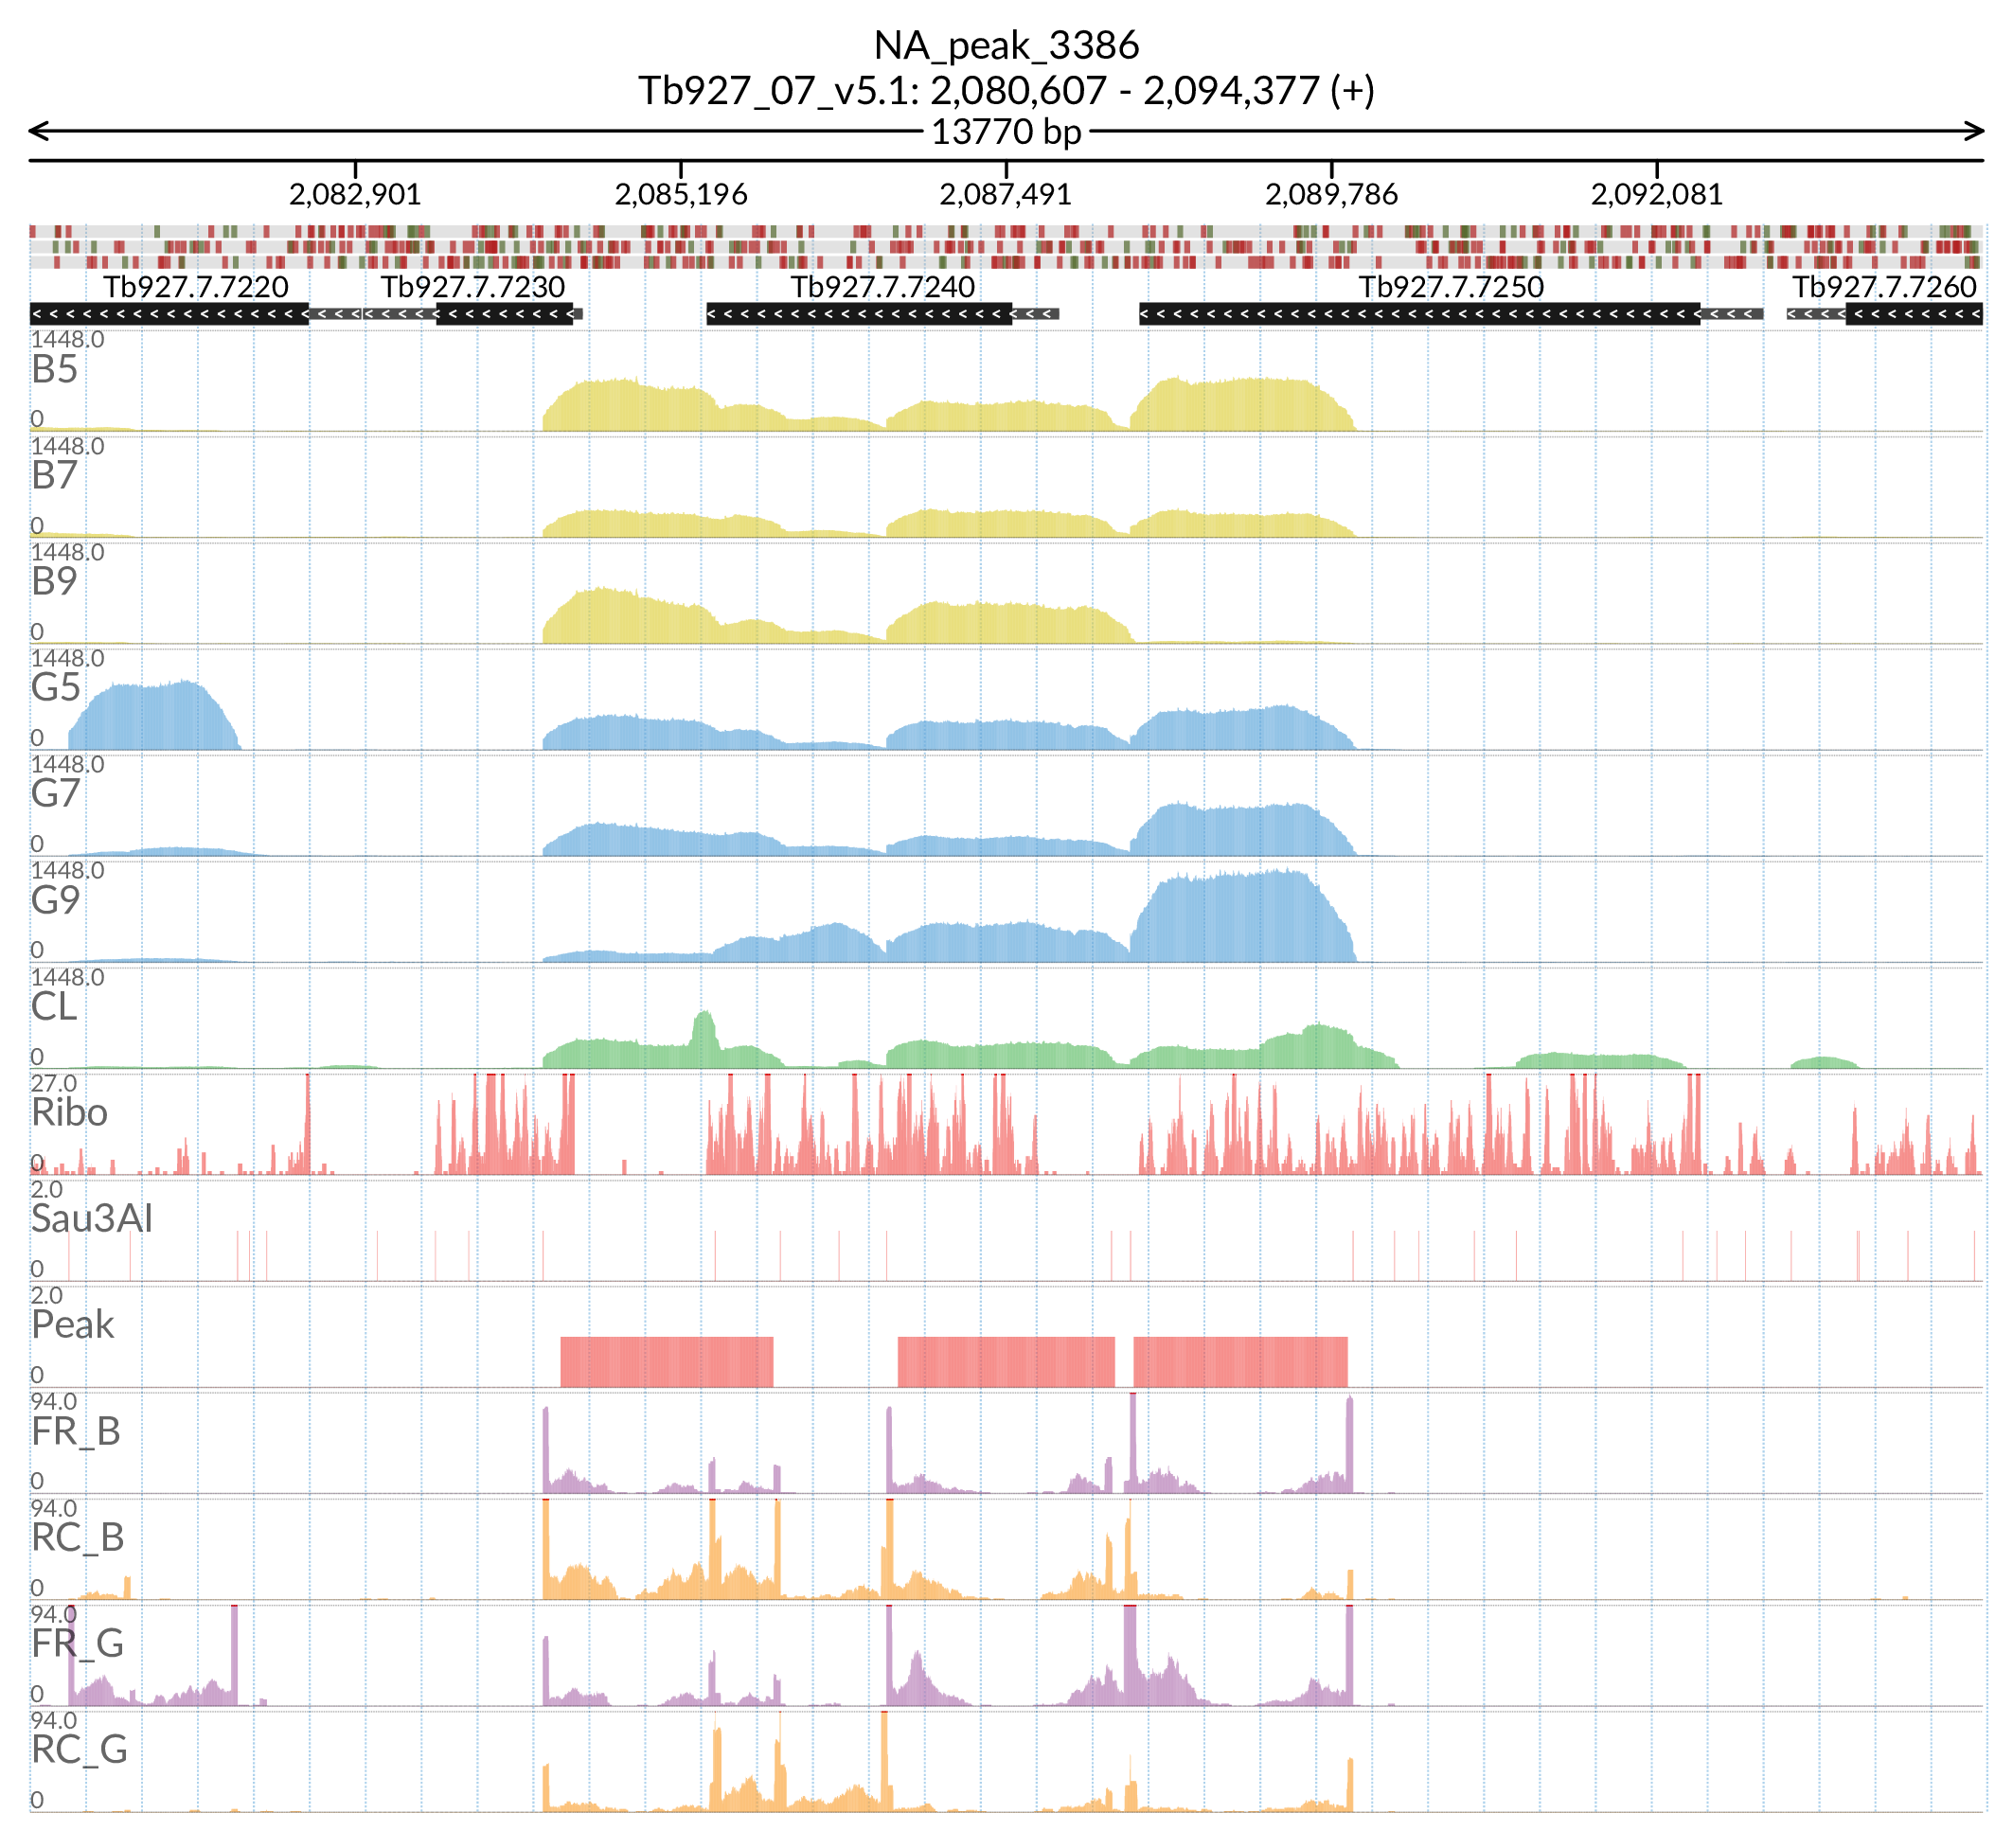 NA_peak_3386
Tb927_07_v5.1: 2,080,607 - 2,094,377 (+)
13770 bp
2,082,901 2,085,196 2,087,491 2,089,786 2,092,081
Tb927.7.7220 Tb927.7.7230 Tb927.7.7240 Tb927.7.7250 Tb927.7.7260
1448.0
B5
0
1448.0
B7
0
1448.0
B9
0
1448.0
G5
0
1448.0
G7
0
1448.0
G9
0
1448.0
CL
0
27.0
Ribo
0
2.0
Sau3AI
0
2.0
Peak
0
94.0
FR_B
0
94.0
RC_B
0
94.0
FR_G
0
94.0
RC_G
0